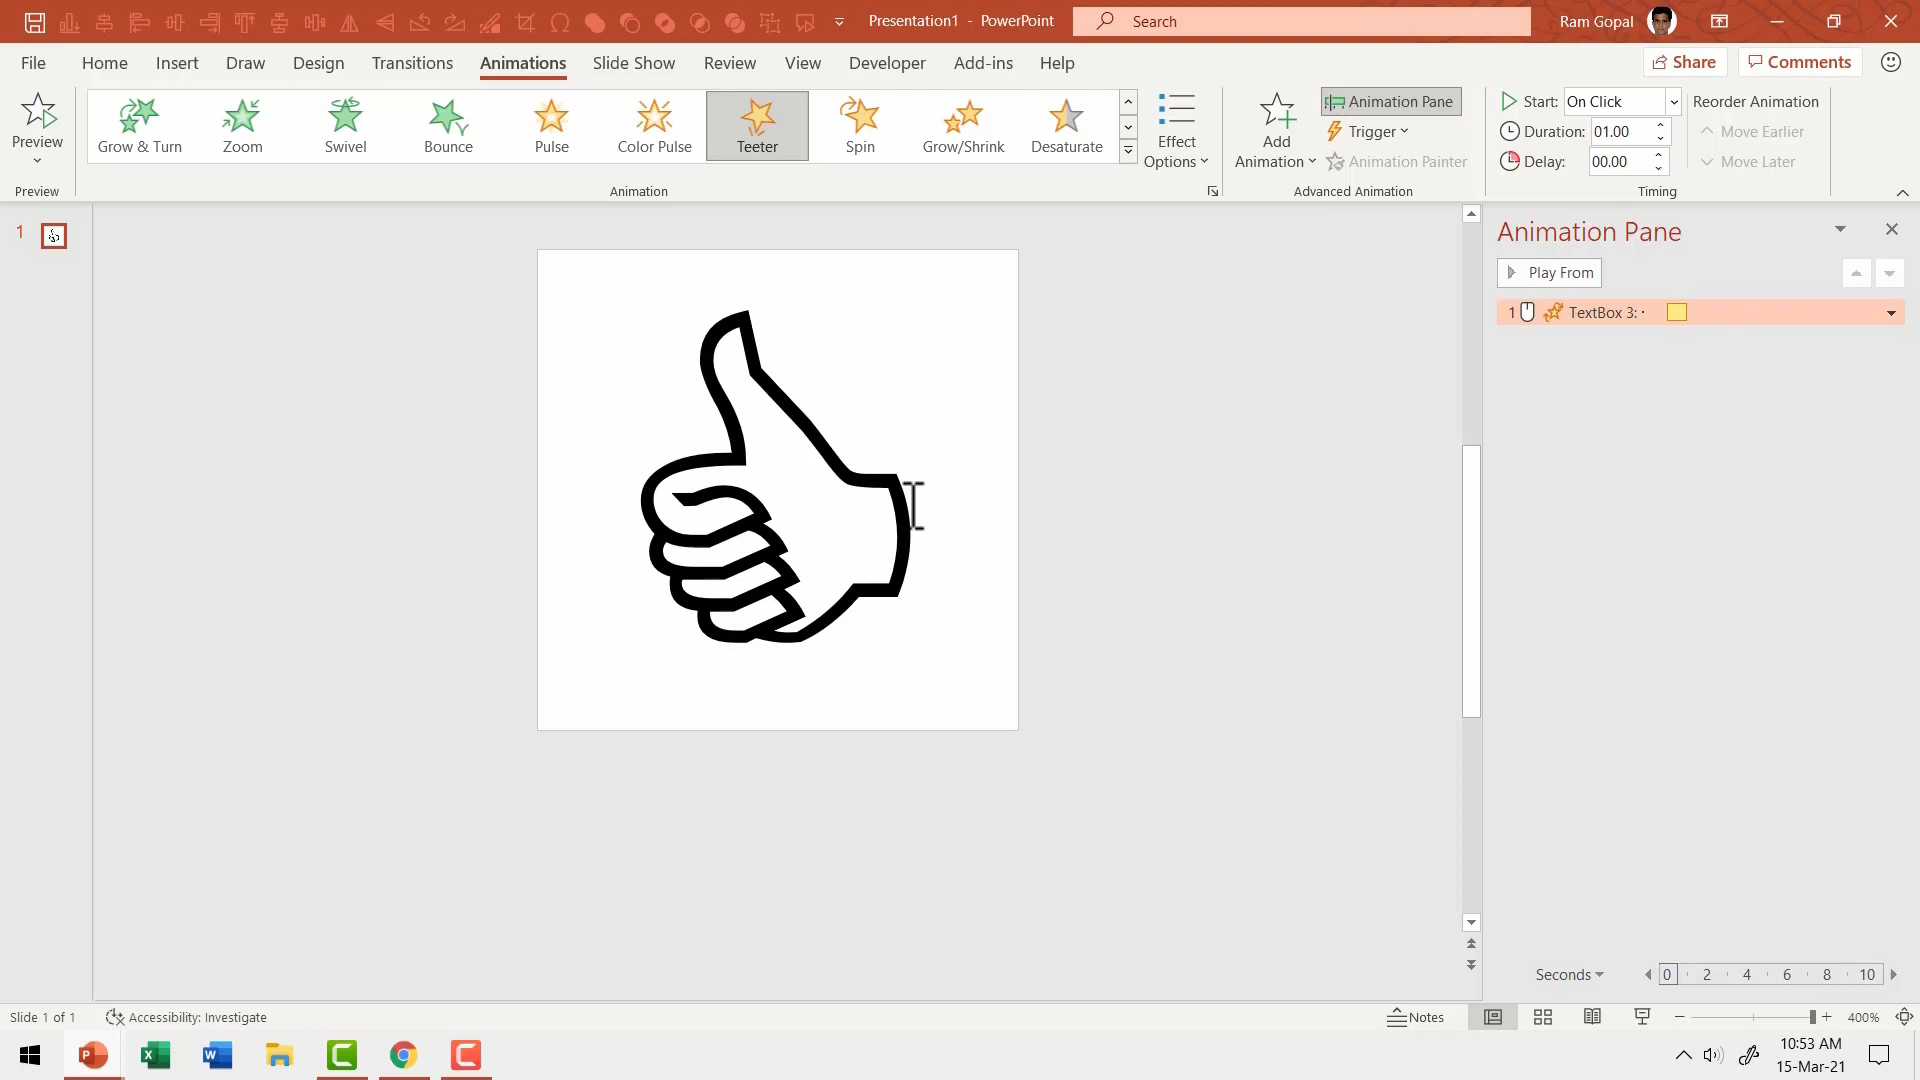 Presentation1 - PowerPoint
Search
Ram Gopal
File Home Insert Draw Design Transitions Animations Slide Show Review View Developer Add-ins Help
Share
Comments
Preview
Grow & Turn Zoom Swivel Bounce Pulse Color Pulse Teeter Spin Grow/Shrink Desaturate
Effect
Options
Add
Animation
Animation Pane
Trigger
Animation Painter
Start: On Click
Duration: 01.00
Delay: 00.00
Reorder Animation
Move Earlier
Move Later
Preview Animation Advanced Animation Timing
1
Animation Pane
Play From
1 TextBox 3: ·
Seconds 0 2 4 6 8 10
Slide 1 of 1 Accessibility: Investigate Notes 400%
10:53 AM
15-Mar-21